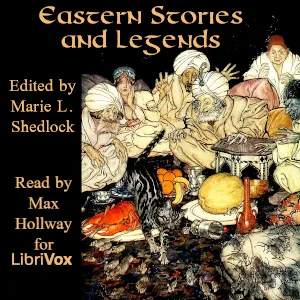 Eastern Stories
and Legends
Edited by
Marie L.
Shedlock
Read by
Max
Hollway
for
LibriVox